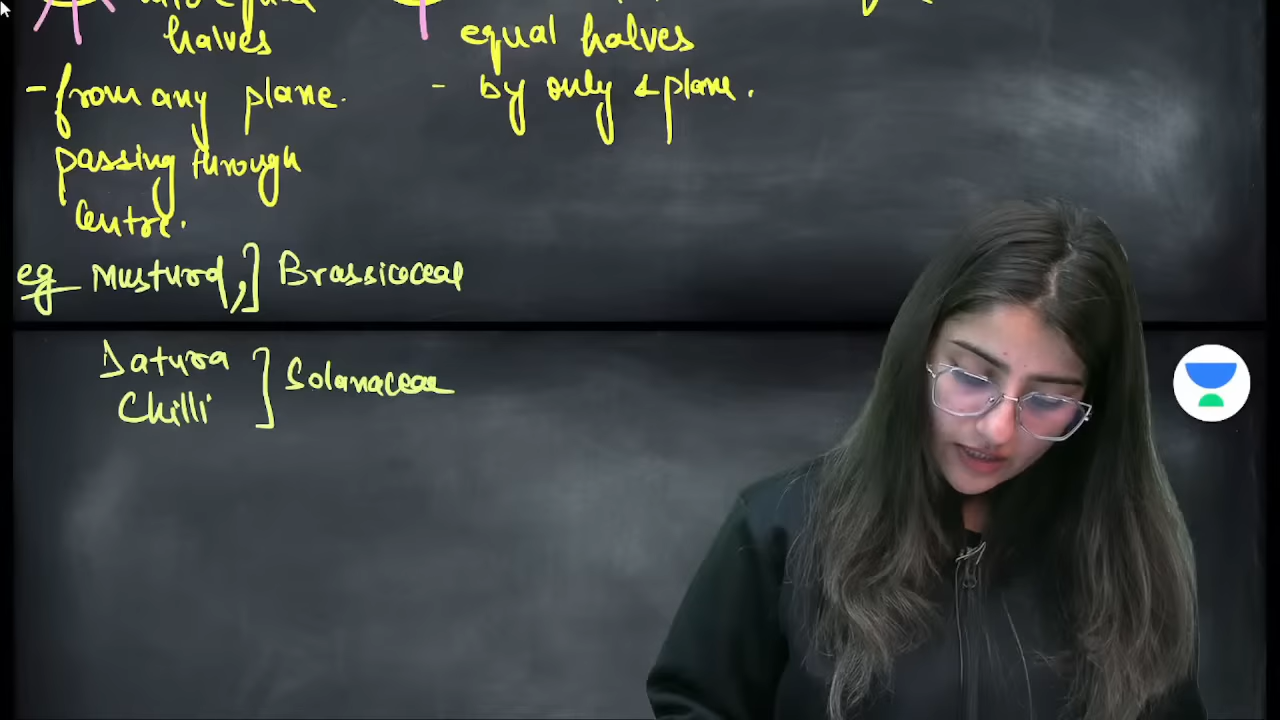 equal halves
halves
- from any plane.
- by only 1 plane.
passing through
centre.
eg Mustard, ] Brassicaceae
Datura
Chilli
] Solanaceae